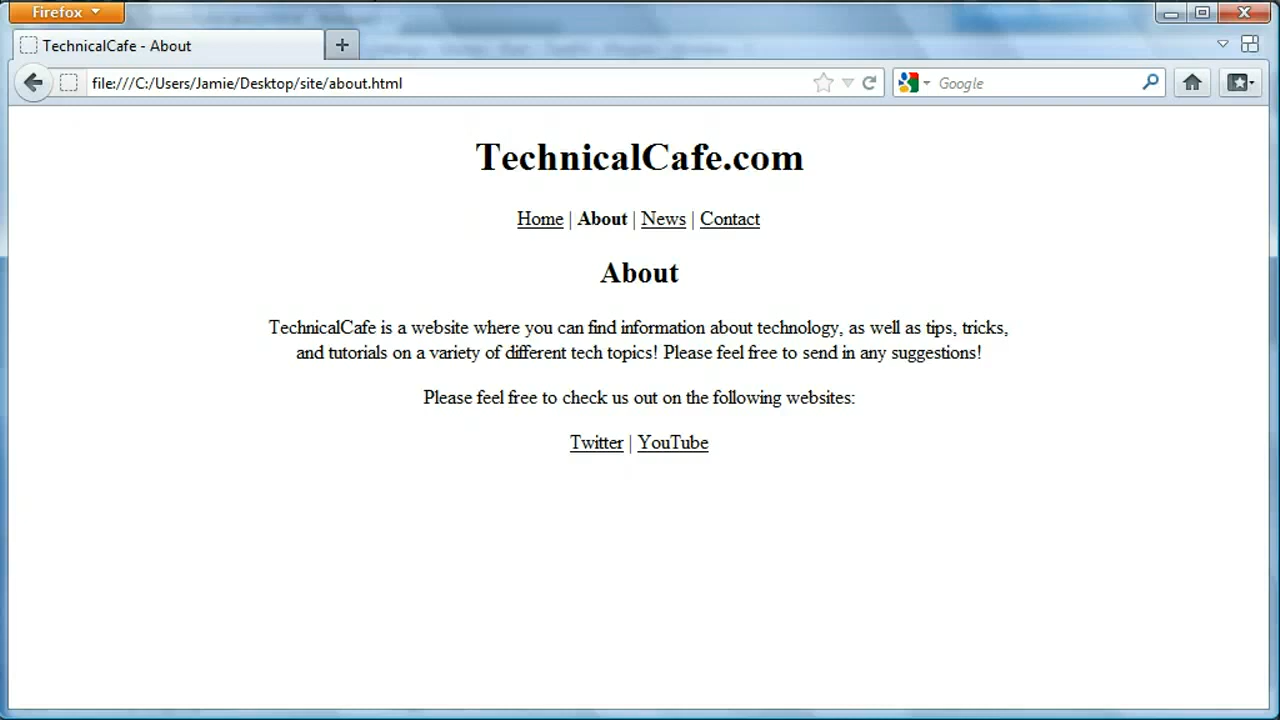 Firefox
TechnicalCafe - About
file:///C:/Users/Jamie/Desktop/site/about.html
Google
TechnicalCafe.com
Home | About | News | Contact
About
TechnicalCafe is a website where you can find information about technology, as well as tips, tricks,
and tutorials on a variety of different tech topics! Please feel free to send in any suggestions!
Please feel free to check us out on the following websites:
Twitter | YouTube